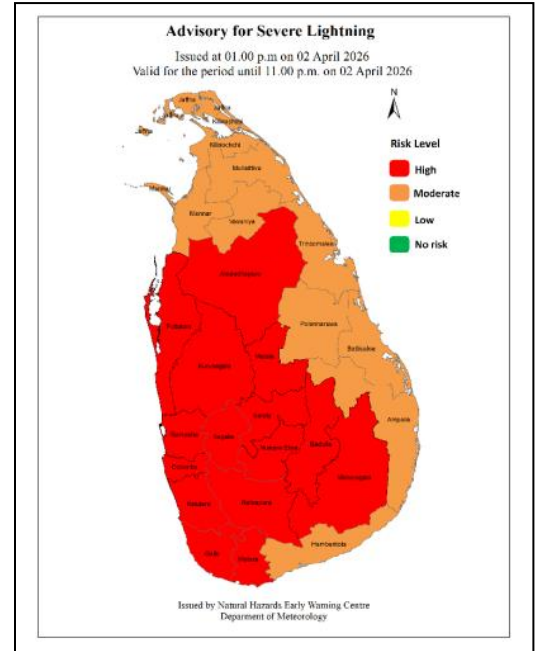 Advisory for Severe Lightning
Issued at 01.00 p.m on 02 April 2026
Valid for the period until 11.00 p.m. on 02 April 2026
N
Risk Level
High
Moderate
Low
No risk
Jaffna
Jaffna
Kilinochchi
Mullaitivu
Mannar
Mannar
Vavuniya
Trincomalee
Anuradhapura
Puttalam
Polonnaruwa
Batticaloa
Kurunegala
Matale
Ampara
Kandy
Gampaha
Kegalle
Badulla
Nuwara Eliya
Colombo
Monaragala
Kalutara
Ratnapura
Hambantota
Galle
Matara
Issued by Natural Hazards Early Warning Centre
Deparment of Meteorology